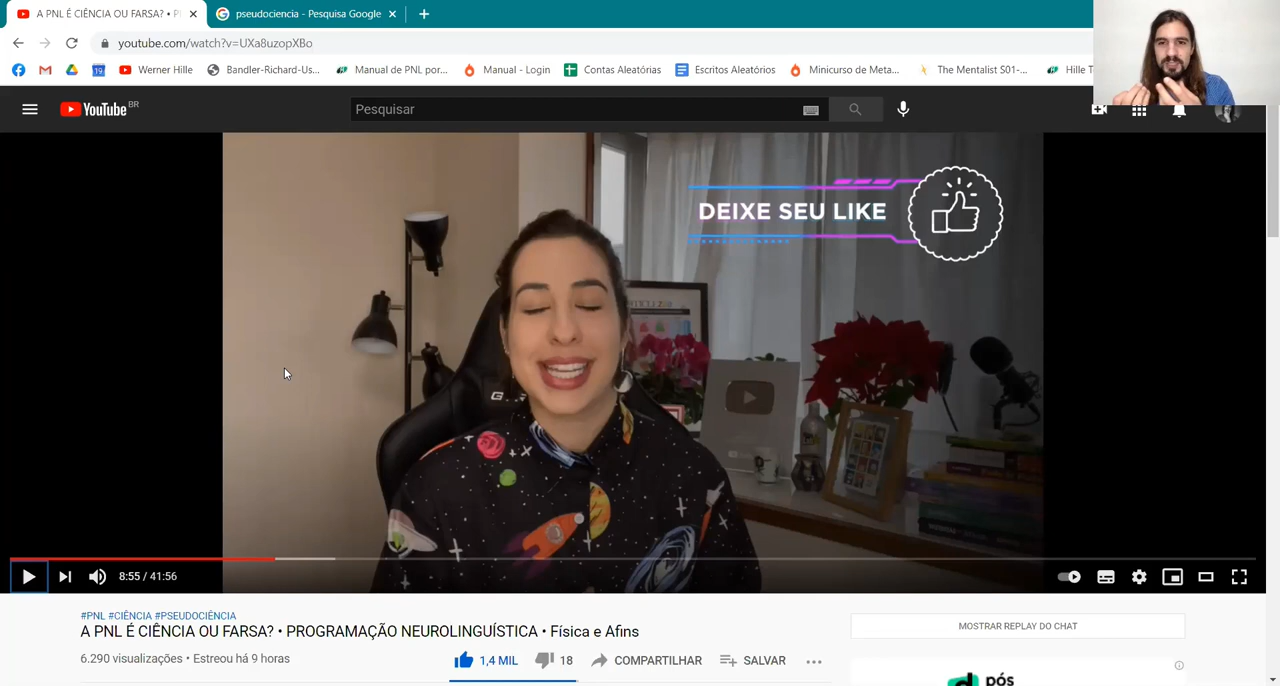 A PNL É CIÊNCIA OU FARSA? • P
pseudociencia - Pesquisa Google
youtube.com/watch?v=UXa8uzopXBo
Werner Hille
Bandler-Richard-Us...
Manual de PNL por...
Manual - Login
Contas Aleatórias
Escritos Aleatórios
Minicurso de Meta...
The Mentalist S01-...
Hille T
YouTube BR
Pesquisar
DEIXE SEU LIKE
8:55 / 41:56
#PNL #CIÊNCIA #PSEUDOCIÊNCIA
A PNL É CIÊNCIA OU FARSA? • PROGRAMAÇÃO NEUROLINGUÍSTICA • Física e Afins
6.290 visualizações • Estreou há 9 horas
1,4 MIL
18
COMPARTILHAR
SALVAR
MOSTRAR REPLAY DO CHAT
pós